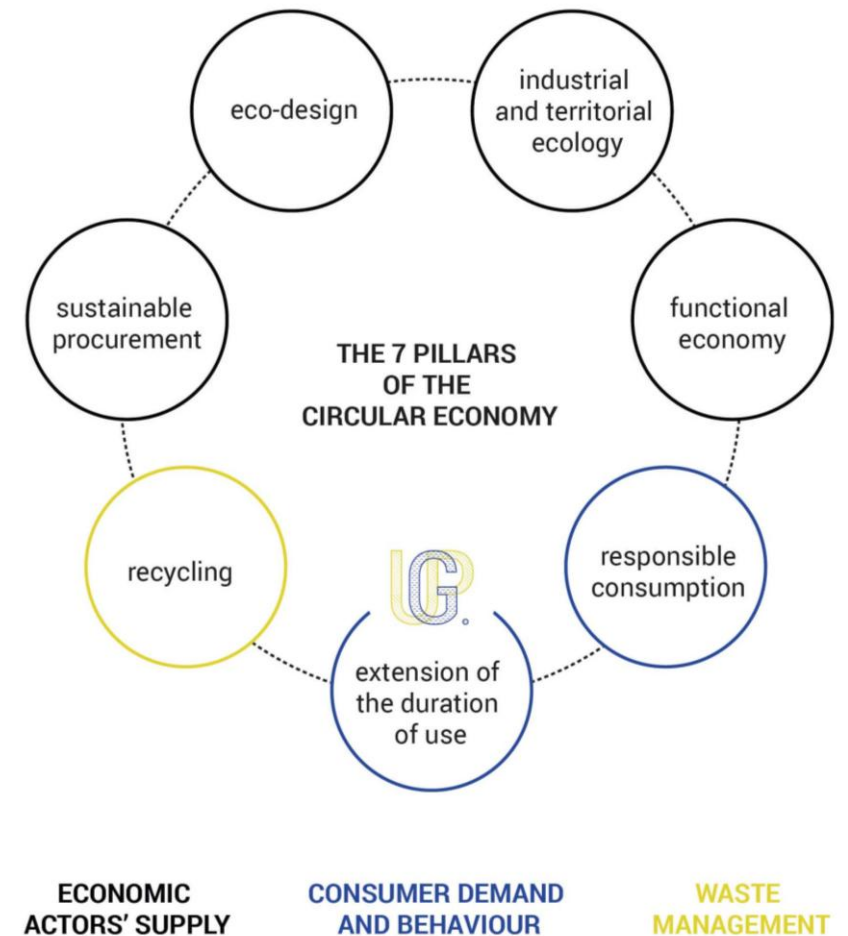 eco-design
industrial
and territorial
ecology
sustainable
procurement
functional
economy
THE 7 PILLARS
OF THE
CIRCULAR ECONOMY
recycling
responsible
consumption
UP
G.
extension of
the duration
of use
ECONOMIC
ACTORS’ SUPPLY
CONSUMER DEMAND
AND BEHAVIOUR
WASTE
MANAGEMENT